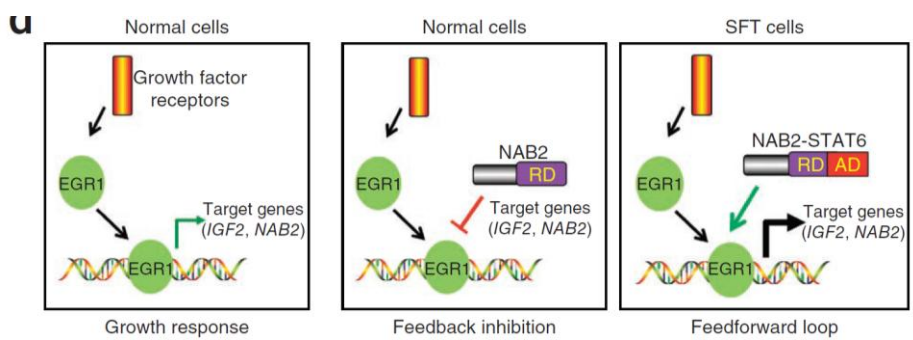 d
Normal cells
Growth factor
receptors
EGR1
Target genes
(IGF2, NAB2)
EGR1
Growth response
Normal cells
NAB2
RD
EGR1
Target genes
(IGF2, NAB2)
EGR1
Feedback inhibition
SFT cells
NAB2-STAT6
RD AD
EGR1
Target genes
(IGF2, NAB2)
EGR1
Feedforward loop